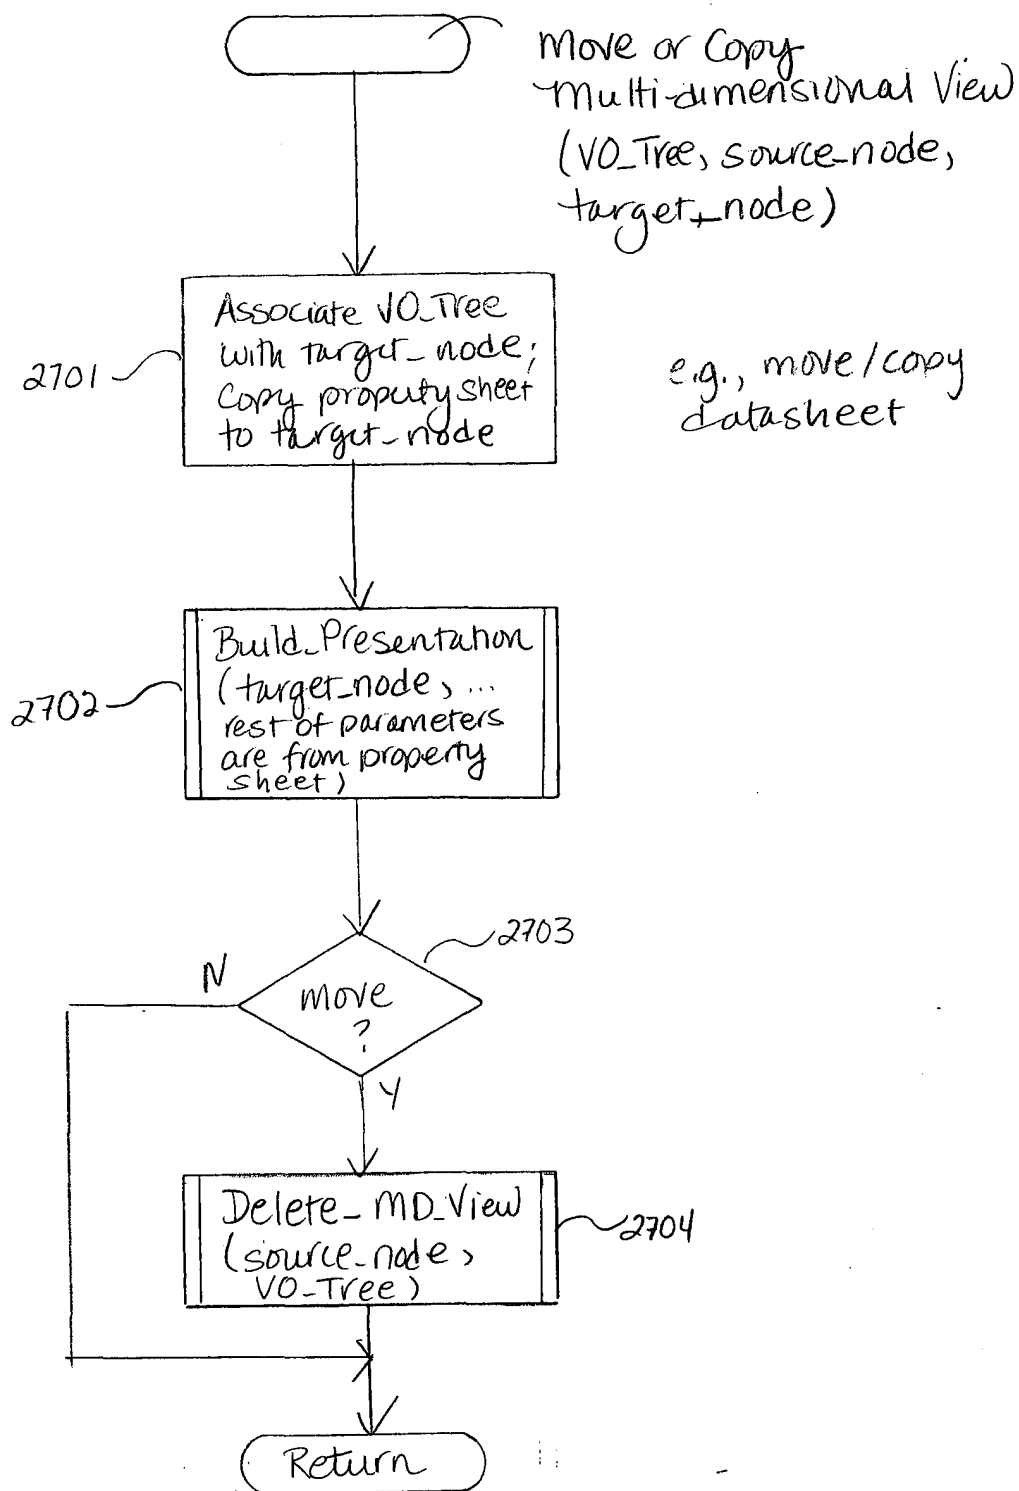 Move or Copy
Multi-dimensional View
(VO_Tree, source_node,
target_node)
Associate VO_Tree
with target_node;
Copy property sheet
to target_node
2701
e.g., move/copy
datasheet
Build_Presentation
(target_node, ...
rest of parameters
are from property
sheet)
2702
2703
N
move
?
Y
Delete_MD_View
(source_node,
VO_Tree)
2704
Return